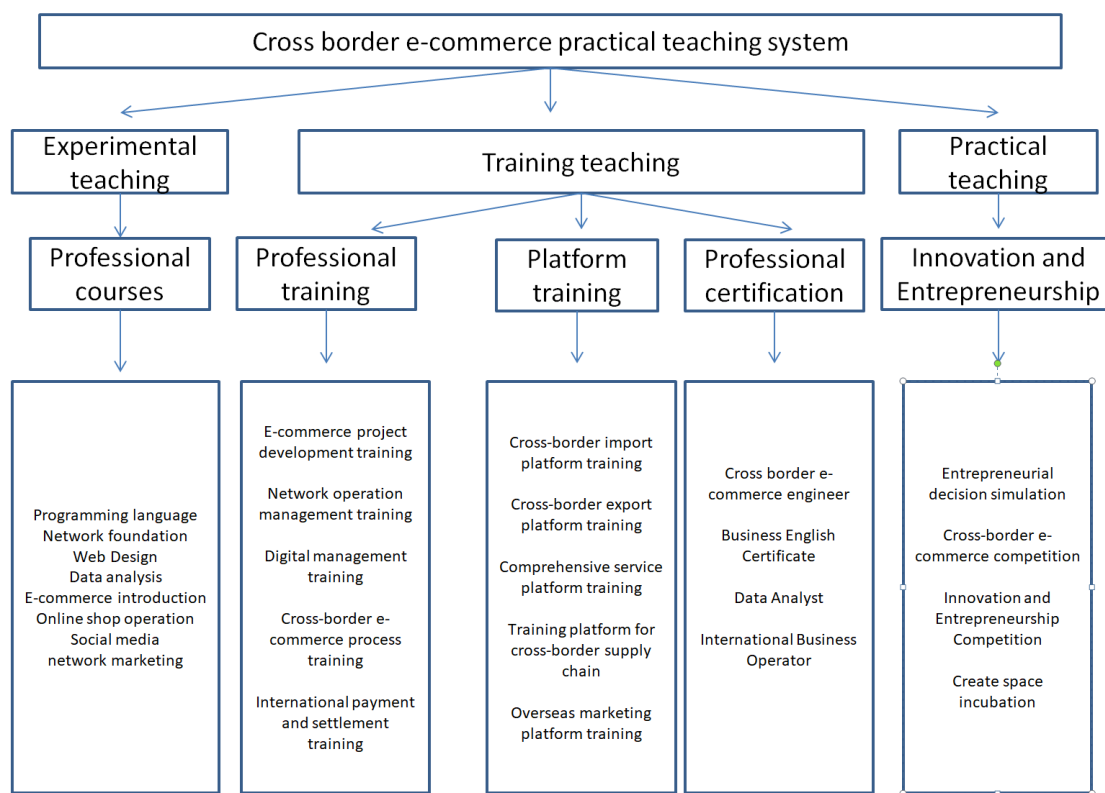 Cross border e-commerce practical teaching system
Experimental
teaching
Training teaching
Practical
teaching
Professional
courses
Professional
training
Platform
training
Professional
certification
Innovation and
Entrepreneurship
Programming language
Network foundation
Web Design
Data analysis
E-commerce introduction
Online shop operation
Social media
network marketing
E-commerce project
development training
Network operation
management training
Digital management
training
Cross-border e-
commerce process
training
International payment
and settlement
training
Cross-border import
platform training
Cross-border export
platform training
Comprehensive service
platform training
Training platform for
cross-border supply
chain
Overseas marketing
platform training
Cross border e-
commerce engineer
Business English
Certificate
Data Analyst
International Business
Operator
Entrepreneurial
decision simulation
Cross-border e-
commerce competition
Innovation and
Entrepreneurship
Competition
Create space
incubation